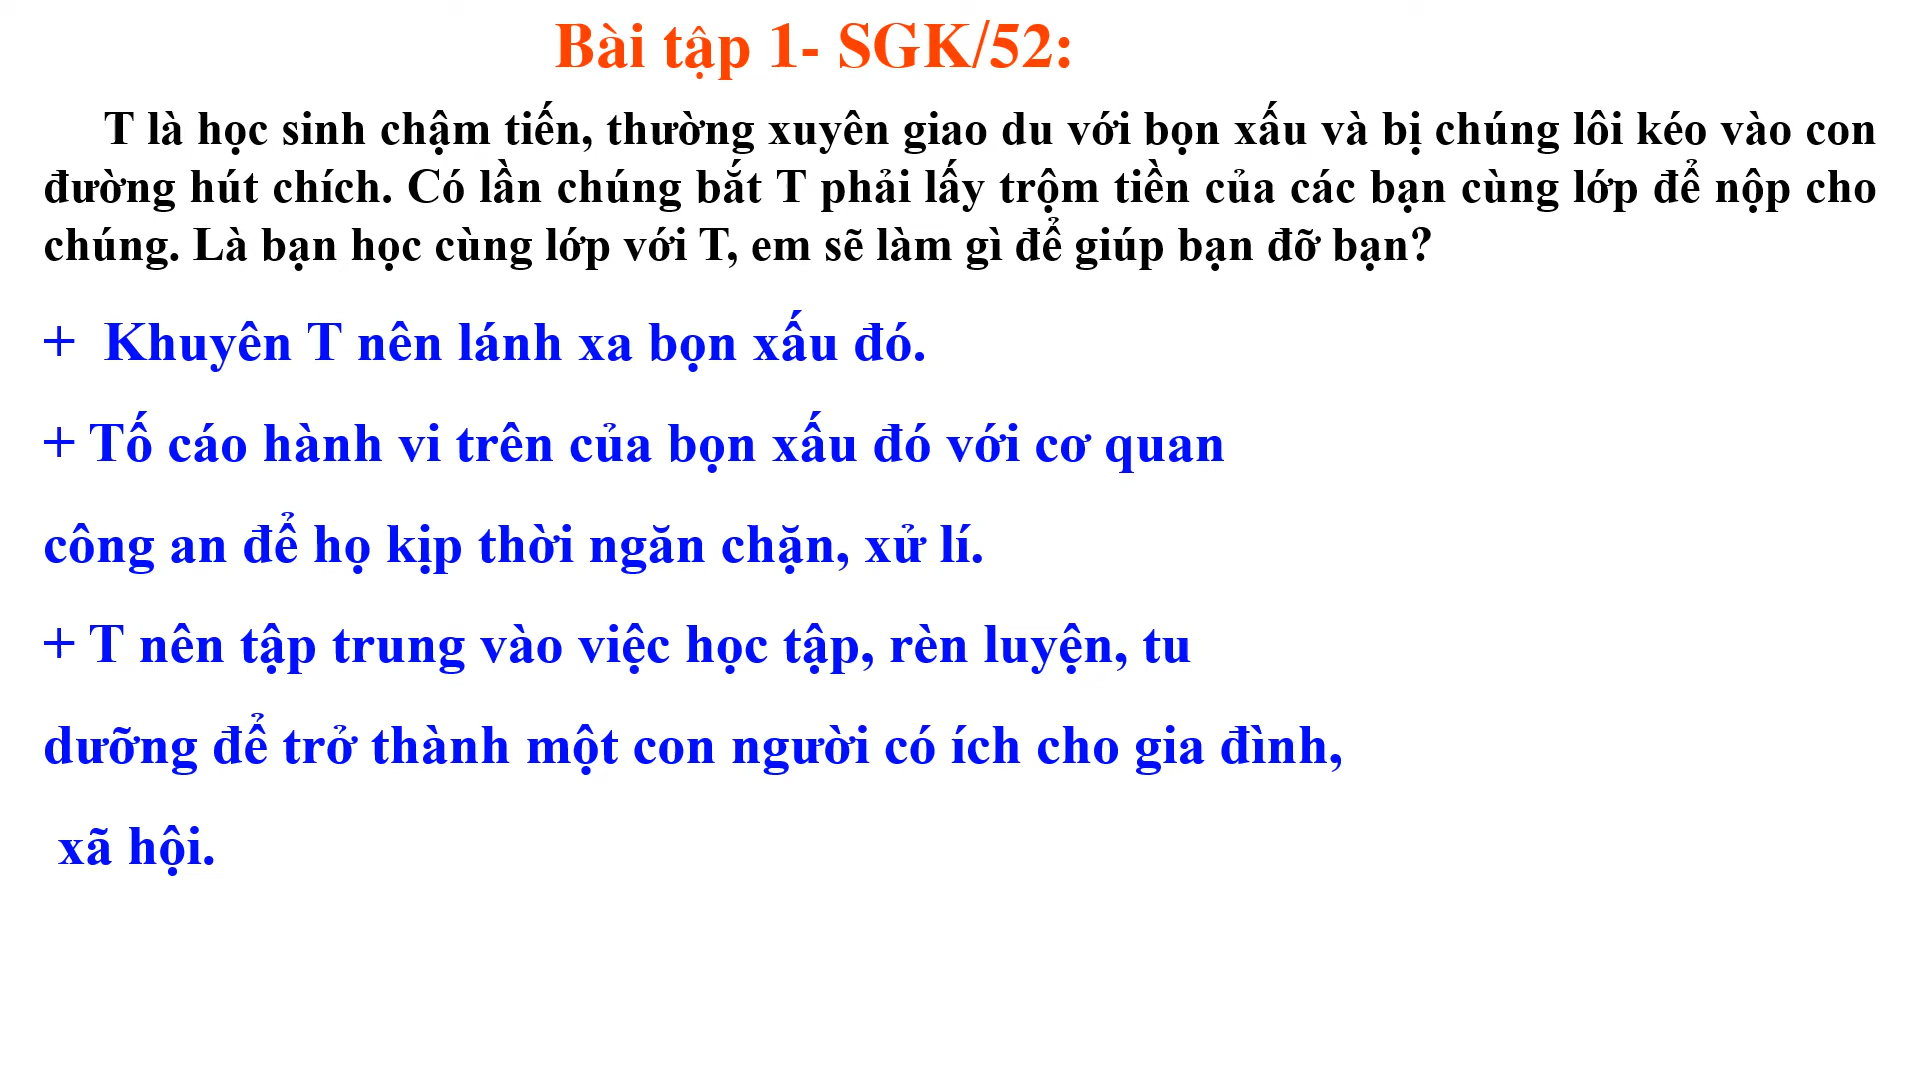 Bài tập 1- SGK/52:
T là học sinh chậm tiến, thường xuyên giao du với bọn xấu và bị chúng lôi kéo vào con
đường hút chích. Có lần chúng bắt T phải lấy trộm tiền của các bạn cùng lớp để nộp cho
chúng. Là bạn học cùng lớp với T, em sẽ làm gì để giúp bạn đỡ bạn?
+ Khuyên T nên lánh xa bọn xấu đó.
+ Tố cáo hành vi trên của bọn xấu đó với cơ quan
công an để họ kịp thời ngăn chặn, xử lí.
+ T nên tập trung vào việc học tập, rèn luyện, tu
dưỡng để trở thành một con người có ích cho gia đình,
xã hội.